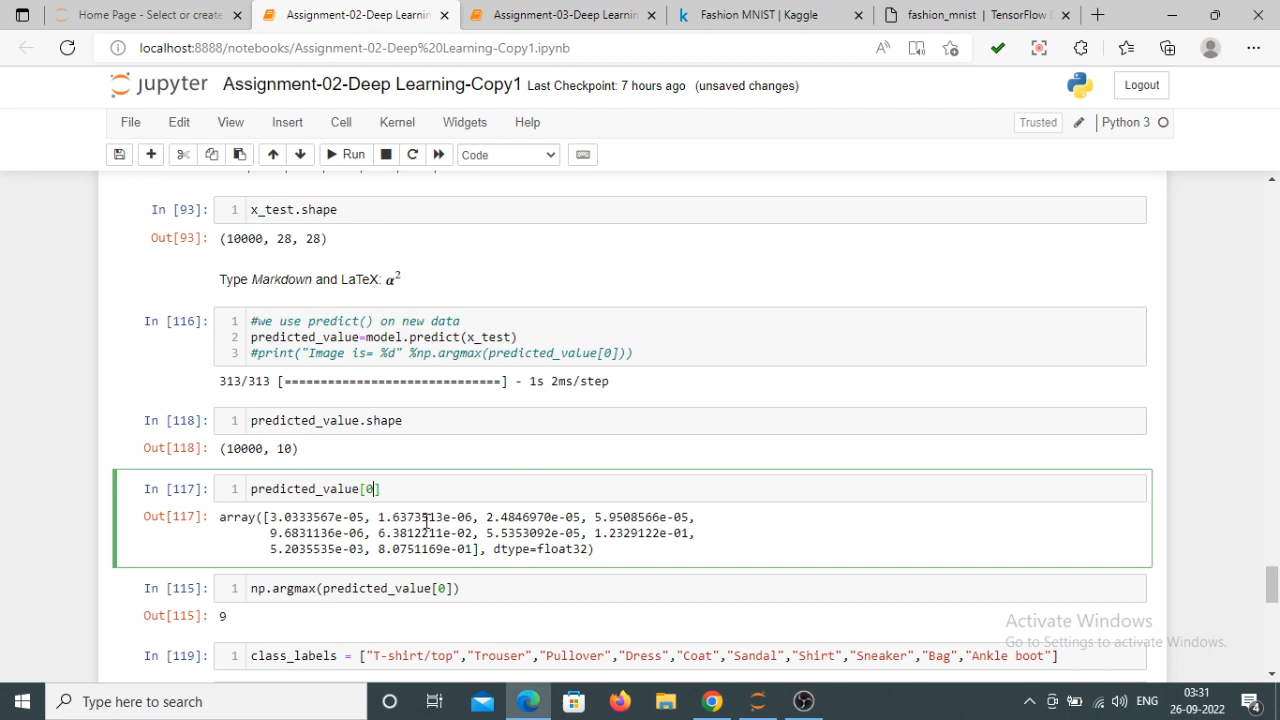 Home Page - Select or create
Assignment-02-Deep Learnin
Assignment-03-Deep Learnin
Fashion MNIST | Kaggle
fashion_mnist | TensorFlow
localhost:8888/notebooks/Assignment-02-Deep%20Learning-Copy1.ipynb
jupyter Assignment-02-Deep Learning-Copy1 Last Checkpoint: 7 hours ago (unsaved changes) Logout
File Edit View Insert Cell Kernel Widgets Help Trusted Python 3
Run Code
In [93]: 1 x_test.shape
Out[93]: (10000, 28, 28)
Type Markdown and LaTeX: α²
In [116]: 1 #we use predict() on new data
2 predicted_value=model.predict(x_test)
3 #print("Image is= %d" %np.argmax(predicted_value[0]))
313/313 [==============================] - 1s 2ms/step
In [118]: 1 predicted_value.shape
Out[118]: (10000, 10)
In [117]: 1 predicted_value[0]
Out[117]: array([3.0333567e-05, 1.6373513e-06, 2.4846970e-05, 5.9508566e-05,
9.6831136e-06, 6.3812211e-02, 5.5353092e-05, 1.2329122e-01,
5.2035535e-03, 8.0751169e-01], dtype=float32)
In [115]: 1 np.argmax(predicted_value[0])
Out[115]: 9
Activate Windows
Go to Settings to activate Windows.
In [119]: 1 class_labels = ["T-shirt/top","Trouser","Pullover","Dress","Coat","Sandal","Shirt","Sneaker","Bag","Ankle boot"]
Type here to search
ENG
03:31
26-09-2022
4